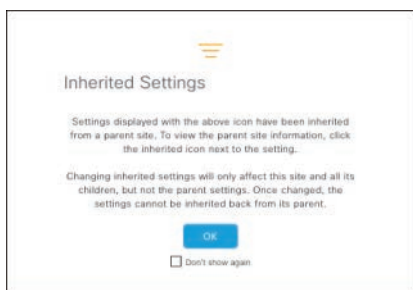 Inherited Settings
Settings displayed with the above icon have been inherited
from a parent site. To view the parent site information, click
the inherited icon next to the setting..
Changing inherited settings will only affect this site and all its
children, but not the parent settings. Once changed, the
settings cannot be inherited back from its parent.
OK
Don't show again